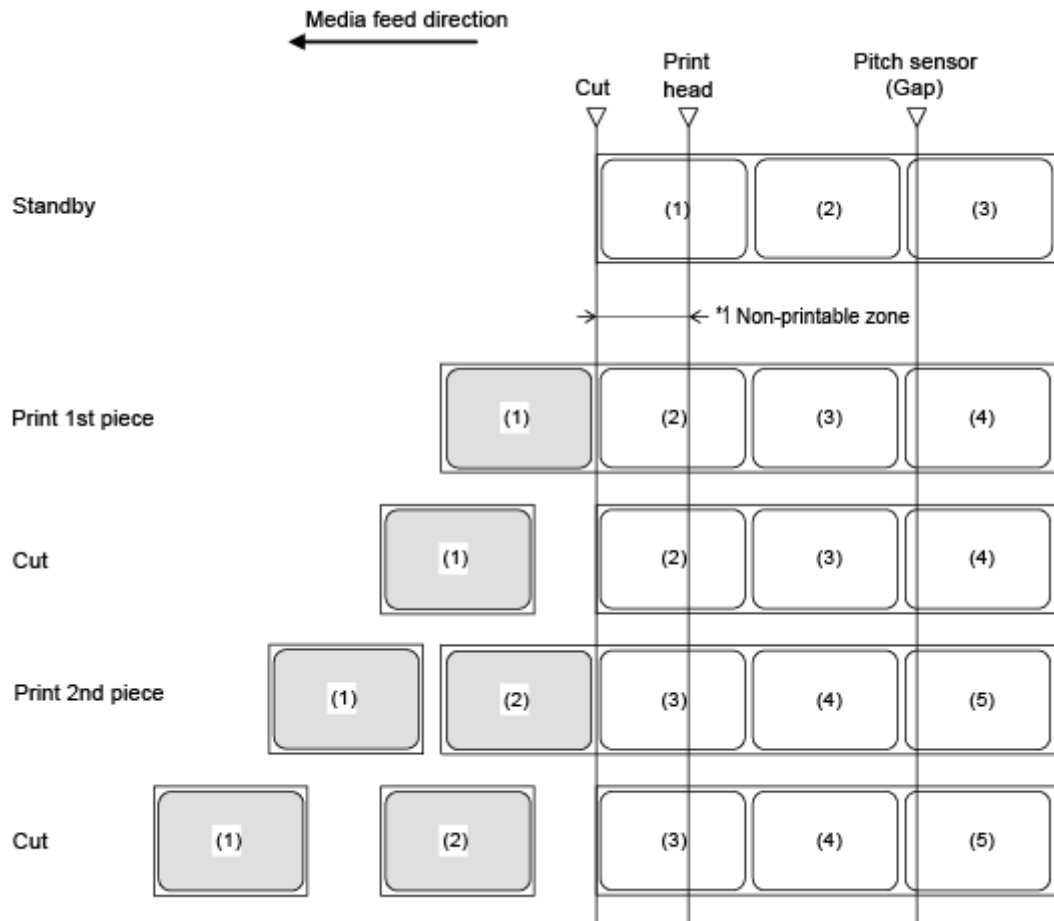 Media feed direction
Cut
Print
head
Pitch sensor
(Gap)
Standby
(1)
(2)
(3)
*1 Non-printable zone
Print 1st piece
(1)
(2)
(3)
(4)
Cut
(1)
(2)
(3)
(4)
Print 2nd piece
(1)
(2)
(3)
(4)
(5)
Cut
(1)
(2)
(3)
(4)
(5)